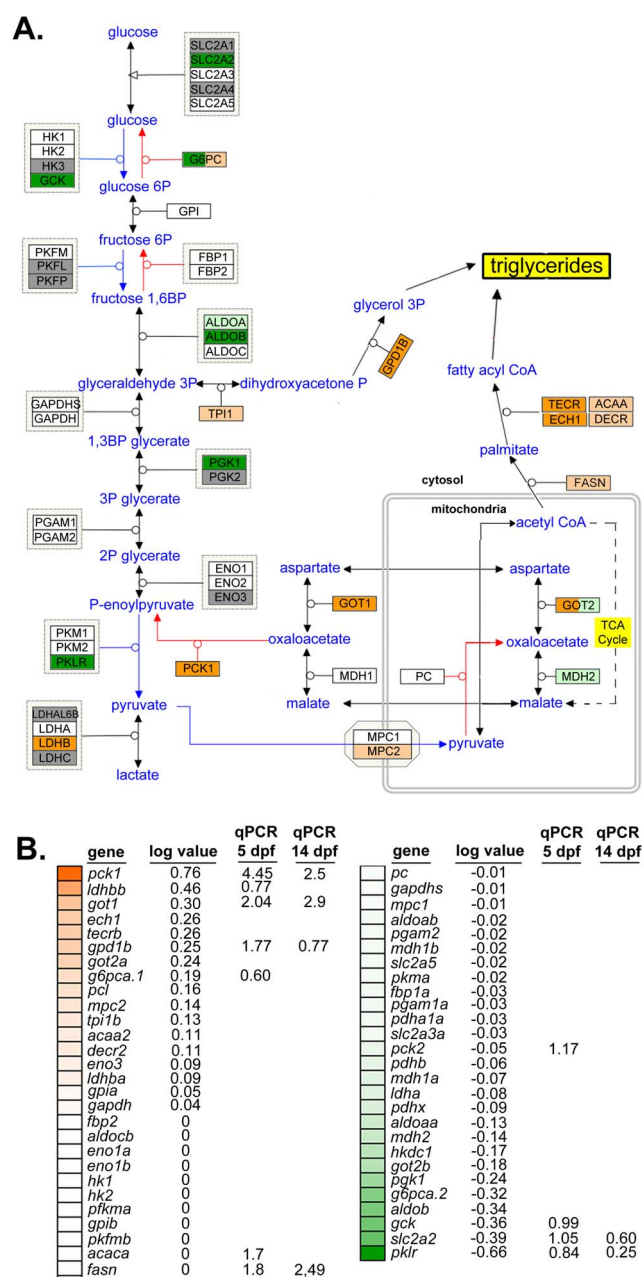 A.
glucose
SLC2A1
SLC2A2
SLC2A3
SLC2A4
SLC2A5
glucose
HK1
HK2
HK3
GCK
G6PC
glucose 6P
GPI
fructose 6P
PKFM
PKFL
PKFP
FBP1
FBP2
fructose 1,6BP
triglycerides
glycerol 3P
ALDOA
ALDOB
ALDOC
GPD1B
fatty acyl CoA
glyceraldehyde 3P
dihydroxyacetone P
TPI1
GAPDHS
GAPDH
TECR ACAA
ECH1 DECR
1,3BP glycerate
palmitate
PGK1
PGK2
cytosol
FASN
3P glycerate
mitochondria
acetyl CoA
PGAM1
PGAM2
2P glycerate
ENO1
ENO2
ENO3
aspartate
aspartate
P-enolpyruvate
GOT1
GOT2
PKM1
PKM2
PKLR
oxaloacetate
oxaloacetate
TCA
Cycle
PCK1
MDH1
PC
MDH2
pyruvate
malate
malate
LDHAL6B
LDHA
LDHB
LDHC
MPC1
MPC2
pyruvate
lactate
B.
gene log value qPCR 5 dpf qPCR 14 dpf
pck1 0.76 4.45 2.5
ldhbb 0.46 0.77
got1 0.30 2.04 2.9
ech1 0.26
tecrb 0.26
gpd1b 0.25 1.77 0.77
got2a 0.24
g6pca.1 0.19 0.60
pcl 0.16
mpc2 0.14
tpi1b 0.13
acaa2 0.11
decr2 0.11
eno3 0.09
ldhba 0.09
gpia 0.05
gapdh 0.04
fbp2 0
aldocb 0
eno1a 0
eno1b 0
hk1 0
hk2 0
pfkma 0
gpib 0
pkfmb 0
acaca 0 1.7
fasn 0 1.8 2,49
gene log value qPCR 5 dpf qPCR 14 dpf
pc -0.01
gapdhs -0.01
mpc1 -0.01
aldoab -0.02
pgam2 -0.02
mdh1b -0.02
slc2a5 -0.02
pkma -0.02
fbp1a -0.03
pgam1a -0.03
pdha1a -0.03
slc2a3a -0.03
pck2 -0.05 1.17
pdhb -0.06
mdh1a -0.07
ldha -0.08
pdhx -0.09
aldoaa -0.13
mdh2 -0.14
hkdc1 -0.17
got2b -0.18
pgk1 -0.24
g6pca.2 -0.32
aldob -0.34
gck -0.36 0.99
slc2a2 -0.39 1.05 0.60
pklr -0.66 0.84 0.25